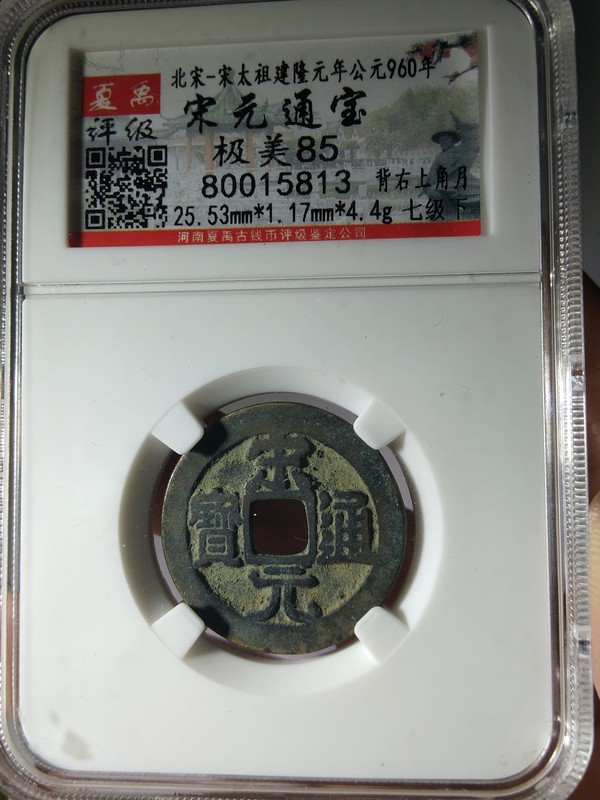 北宋-宋太祖建隆元年公元960年
夏禹
评级
宋元通宝
极美85
80015813 背右上角月
25.53mm*1.17mm*4.4g 七级下
河南夏禹古钱币评级鉴定公司
宋
元
通
寳